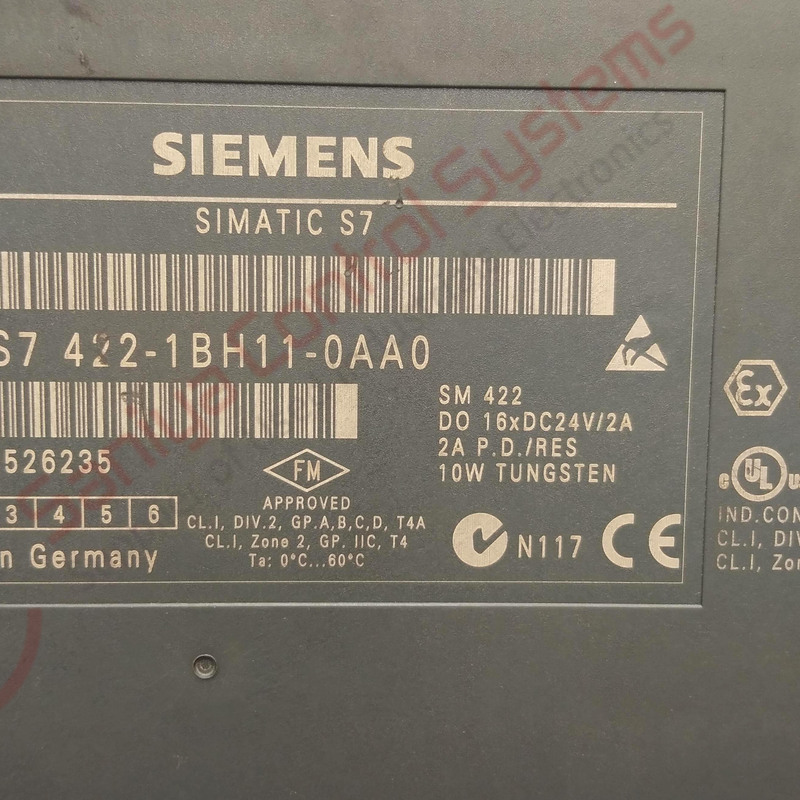 SIEMENS
SIMATIC S7
S7 422-1BH11-0AA0
SM 422
DO 16xDC24V/2A
2A P.D./RES
10W TUNGSTEN
526235
FM
APPROVED
CL.I, DIV.2, GP.A,B,C,D, T4A
CL.I, Zone 2, GP. IIC, T4
Ta: 0°C...60°C
3 4 5 6
n Germany
N117
CE
Ex
c UL u
IND.CON
CL.I, DIV
CL.I, Zon
Saniya Control Systems